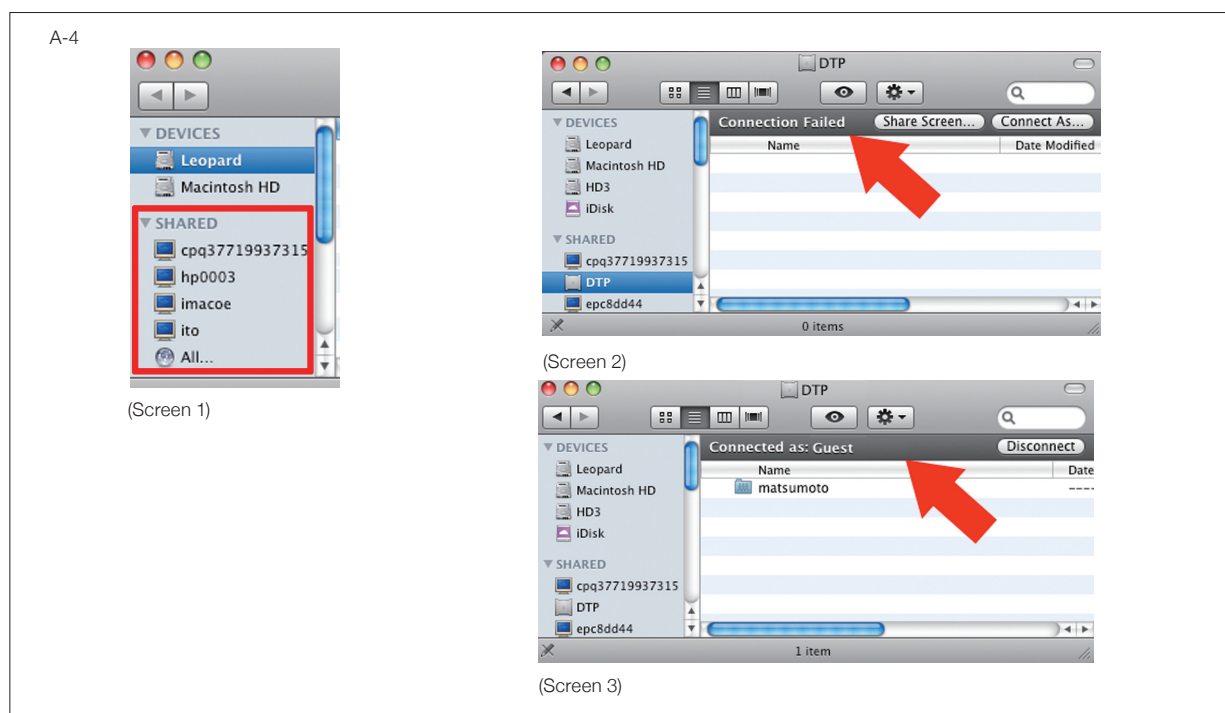 A-4
DEVICES
Leopard
Macintosh HD
SHARED
cpq37719937315
hp0003
imacoe
ito
All...
(Screen 1)
DTP
DEVICES
Leopard
Macintosh HD
HD3
iDisk
SHARED
cpq37719937315
DTP
epc8dd44
Connection Failed Share Screen... Connect As...
Name Date Modified
0 items
(Screen 2)
DTP
DEVICES
Leopard
Macintosh HD
HD3
iDisk
SHARED
cpq37719937315
DTP
epc8dd44
Connected as: Guest Disconnect
Name Date
matsumoto ----
1 item
(Screen 3)